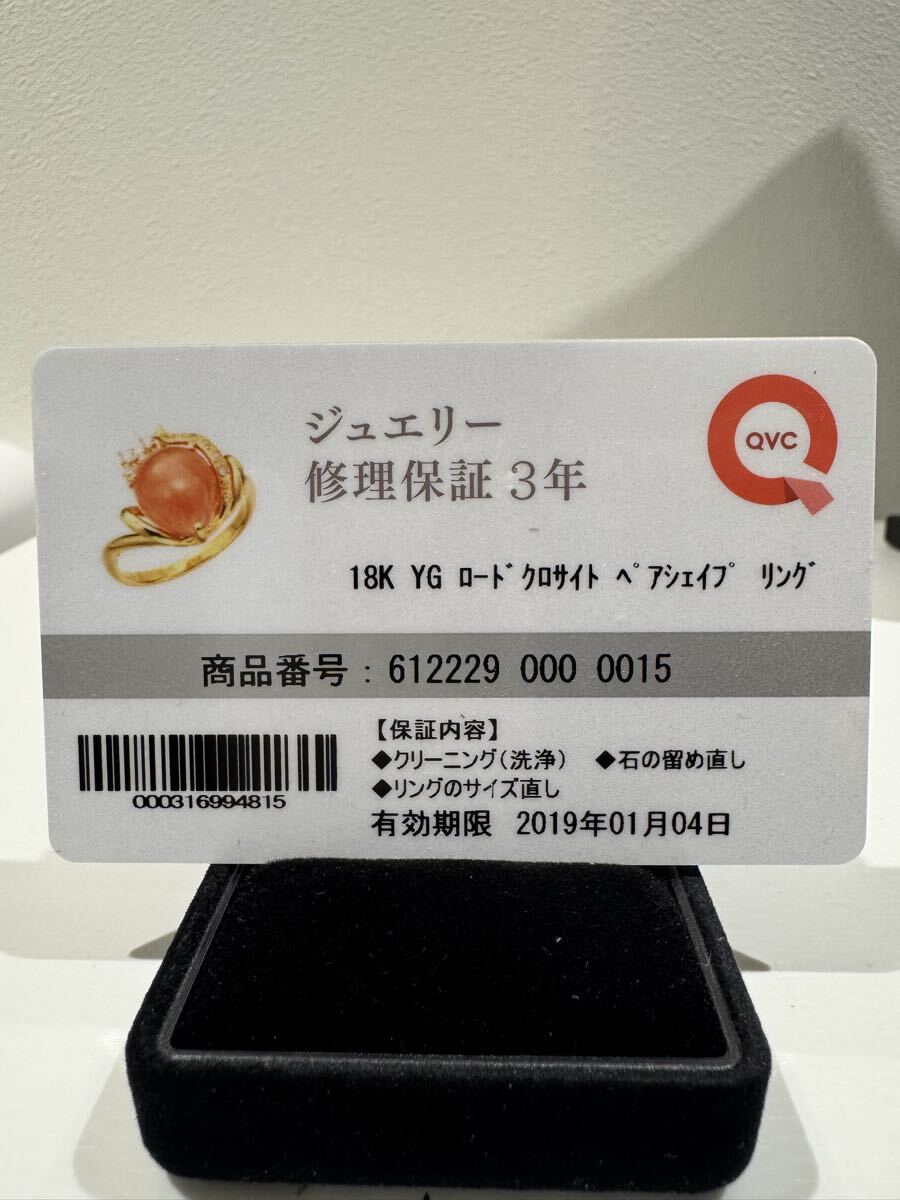 ジュエリー
修理保証 3年
QVC
18K YG ﾛｰﾄﾞｸﾛｻｲﾄ ﾍﾟｱｼｪｲﾌﾟ ﾘﾝｸﾞ
商品番号 : 612229 000 0015
【保証内容】
◆クリーニング(洗浄) ◆石の留め直し
◆リングのサイズ直し
000316994815
有効期限 2019年01月04日